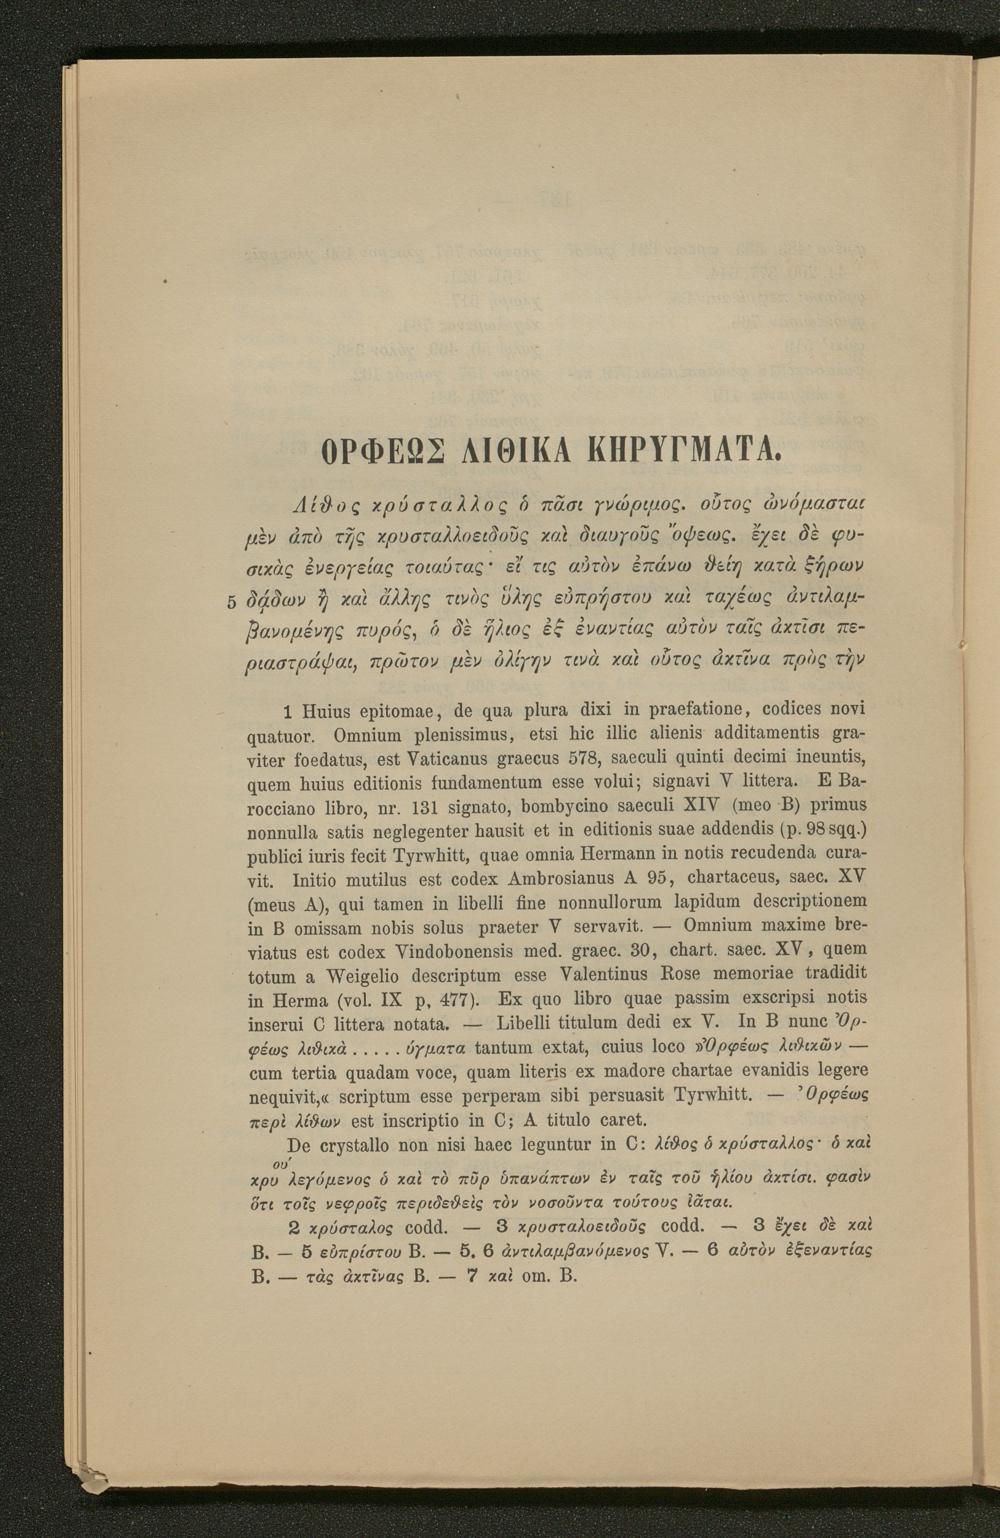 ΟΡΦΕΩΣ ΛΙΘΙΚΑ ΚΗΡΥΓΜΑΤΑ.
Λίθος κρύσταλλος ὁ πᾶσι γνώριμος. οὗτος ὠνόμασται
μὲν ἀπὸ τῆς κρυσταλλοειδοῦς καὶ διαυγοῦς ὄψεως. ἔχει δὲ φυ-
σικὰς ἐνεργείας τοιαύτας· εἴ τις αὐτὸν ἐπάνω θείη κατὰ ξήρων
5 δᾴδων ἢ καὶ ἄλλης τινὸς ὕλης εὐπρήστου καὶ ταχέως ἀντιλαμ-
βανομένης πυρός, ὁ δὲ ἥλιος ἐξ ἐναντίας αὐτὸν ταῖς ἀκτῖσι πε-
ριαστράψαι, πρῶτον μὲν ὀλίγην τινὰ καὶ οὗτος ἀκτῖνα πρὸς τὴν
1 Huius epitomae, de qua plura dixi in praefatione, codices novi
quatuor. Omnium plenissimus, etsi hic illic alienis additamentis gra-
viter foedatus, est Vaticanus graecus 578, saeculi quinti decimi ineuntis,
quem huius editionis fundamentum esse volui; signavi V littera. E Ba-
rocciano libro, nr. 131 signato, bombycino saeculi XIV (meo B) primus
nonnulla satis neglegenter hausit et in editionis suae addendis (p. 98 sqq.)
publici iuris fecit Tyrwhitt, quae omnia Hermann in notis recudenda cura-
vit. Initio mutilus est codex Ambrosianus A 95, chartaceus, saec. XV
(meus A), qui tamen in libelli fine nonnullorum lapidum descriptionem
in B omissam nobis solus praeter V servavit. — Omnium maxime bre-
viatus est codex Vindobonensis med. graec. 30, chart. saec. XV, quem
totum a Weigelio descriptum esse Valentinus Rose memoriae tradidit
in Herma (vol. IX p, 477). Ex quo libro quae passim exscripsi notis
inserui C littera notata. — Libelli titulum dedi ex V. In B nunc Ὀρ-
φέως λιθικὰ . . . . . ύγματα tantum extat, cuius loco »Ὀρφέως λιθικῶν —
cum tertia quadam voce, quam literis ex madore chartae evanidis legere
nequivit,« scriptum esse perperam sibi persuasit Tyrwhitt. — Ὀρφέως
περὶ λίθων est inscriptio in C; A titulo caret.
De crystallo non nisi haec leguntur in C: λίθος ὁ κρύσταλλος· ὁ καὶ
ου΄
κρυ λεγόμενος ὁ καὶ τὸ πῦρ ὑπανάπτων ἐν ταῖς τοῦ ἡλίου ἀκτίσι. φασὶν
ὅτι τοῖς νεφροῖς περιδεθεὶς τὸν νοσοῦντα τούτους ἰᾶται.
2 κρύσταλος codd. — 3 κρυσταλοειδοῦς codd. — 3 ἔχει δὲ καὶ
B. — 5 εὐπρίστου B. — 5. 6 ἀντιλαμβανόμενος V. — 6 αὐτὸν ἐξεναντίας
B. — τὰς ἀκτῖνας B. — 7 καὶ om. B.